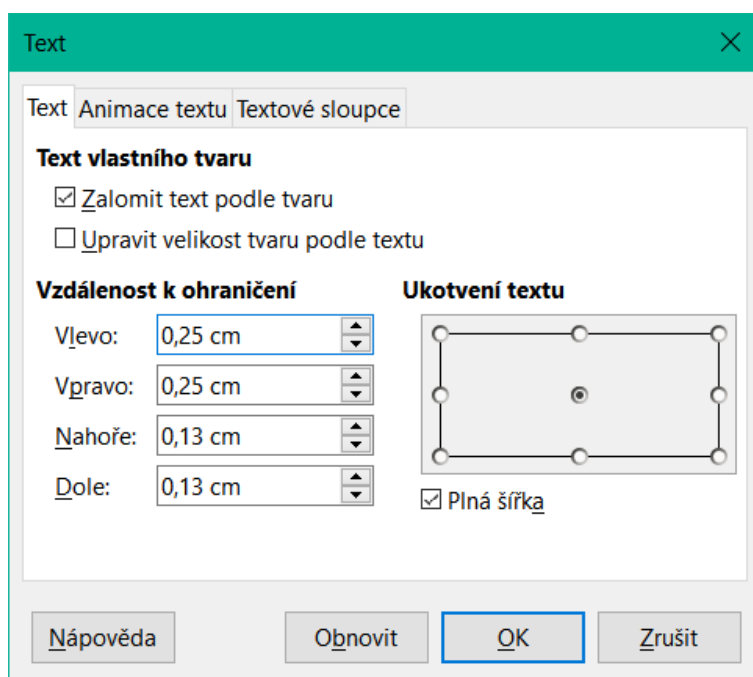 Text
Text Animace textu Textové sloupce
Text vlastního tvaru
Zalomit text podle tvaru
Upravit velikost tvaru podle textu
Vzdálenost k ohraničení
Vlevo: 0,25 cm
Vpravo: 0,25 cm
Nahoře: 0,13 cm
Dole: 0,13 cm
Ukotvení textu
Plná šířka
Nápověda Obnovit OK Zrušit